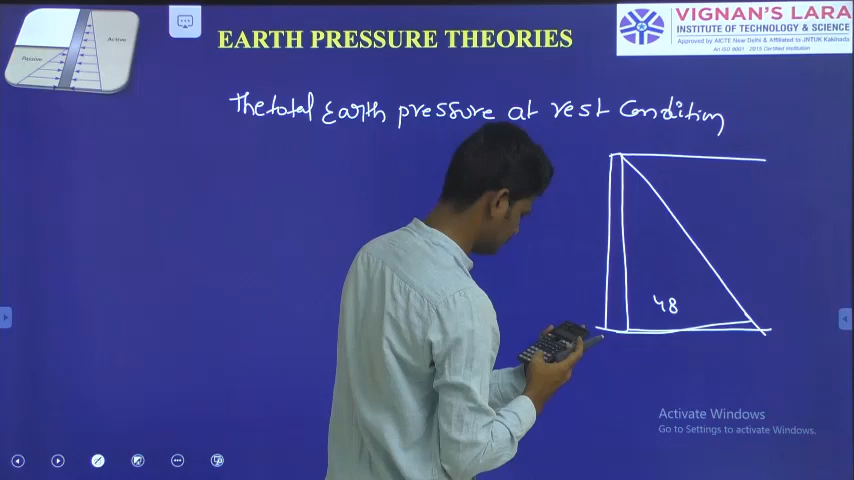 Active
Passive
EARTH PRESSURE THEORIES
VIGNAN'S LARA
INSTITUTE OF TECHNOLOGY & SCIENCE
Approved by AICTE New Delhi & Affiliated to JNTUK Kakinada
An ISO 9001 : 2015 Certified Institution
The total Earth pressure at rest Condition
48
Activate Windows
Go to Settings to activate Windows.